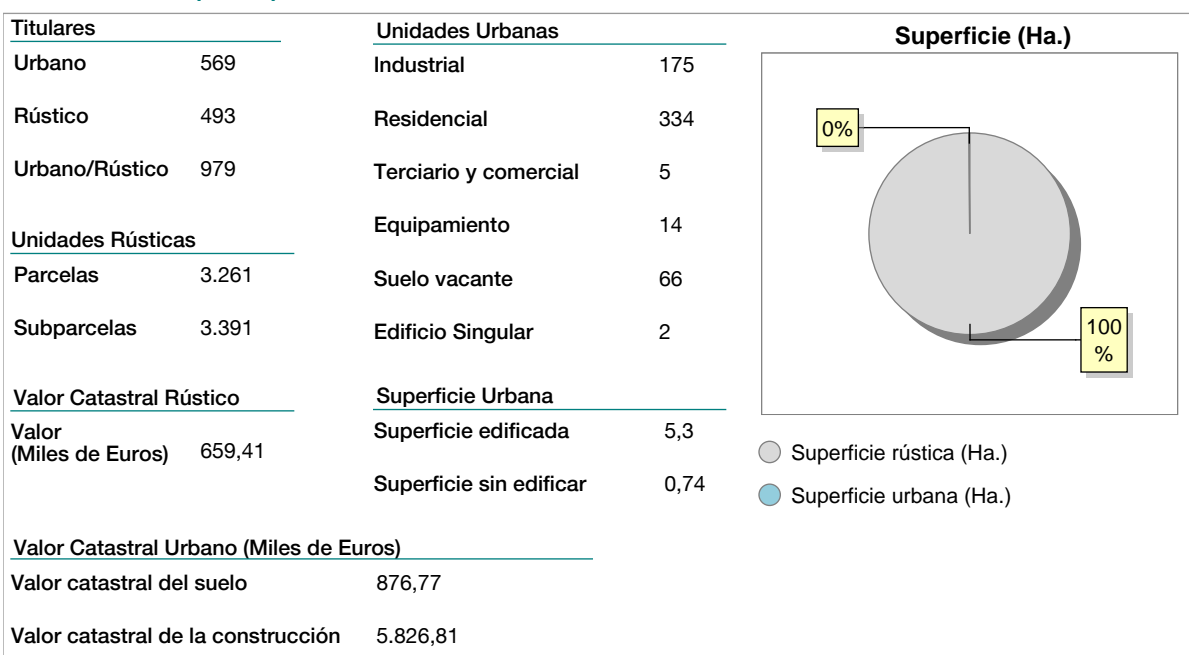 Titulares
Urbano 569
Rústico 493
Urbano/Rústico 979
Unidades Rústicas
Parcelas 3.261
Subparcelas 3.391
Valor Catastral Rústico
Valor
(Miles de Euros) 659,41
Unidades Urbanas
Industrial 175
Residencial 334
Terciario y comercial 5
Equipamiento 14
Suelo vacante 66
Edificio Singular 2
Superficie Urbana
Superficie edificada 5,3
Superficie sin edificar 0,74
Valor Catastral Urbano (Miles de Euros)
Valor catastral del suelo 876,77
Valor catastral de la construcción 5.826,81
Superficie (Ha.)
0%
100
%
Superficie rústica (Ha.)
Superficie urbana (Ha.)